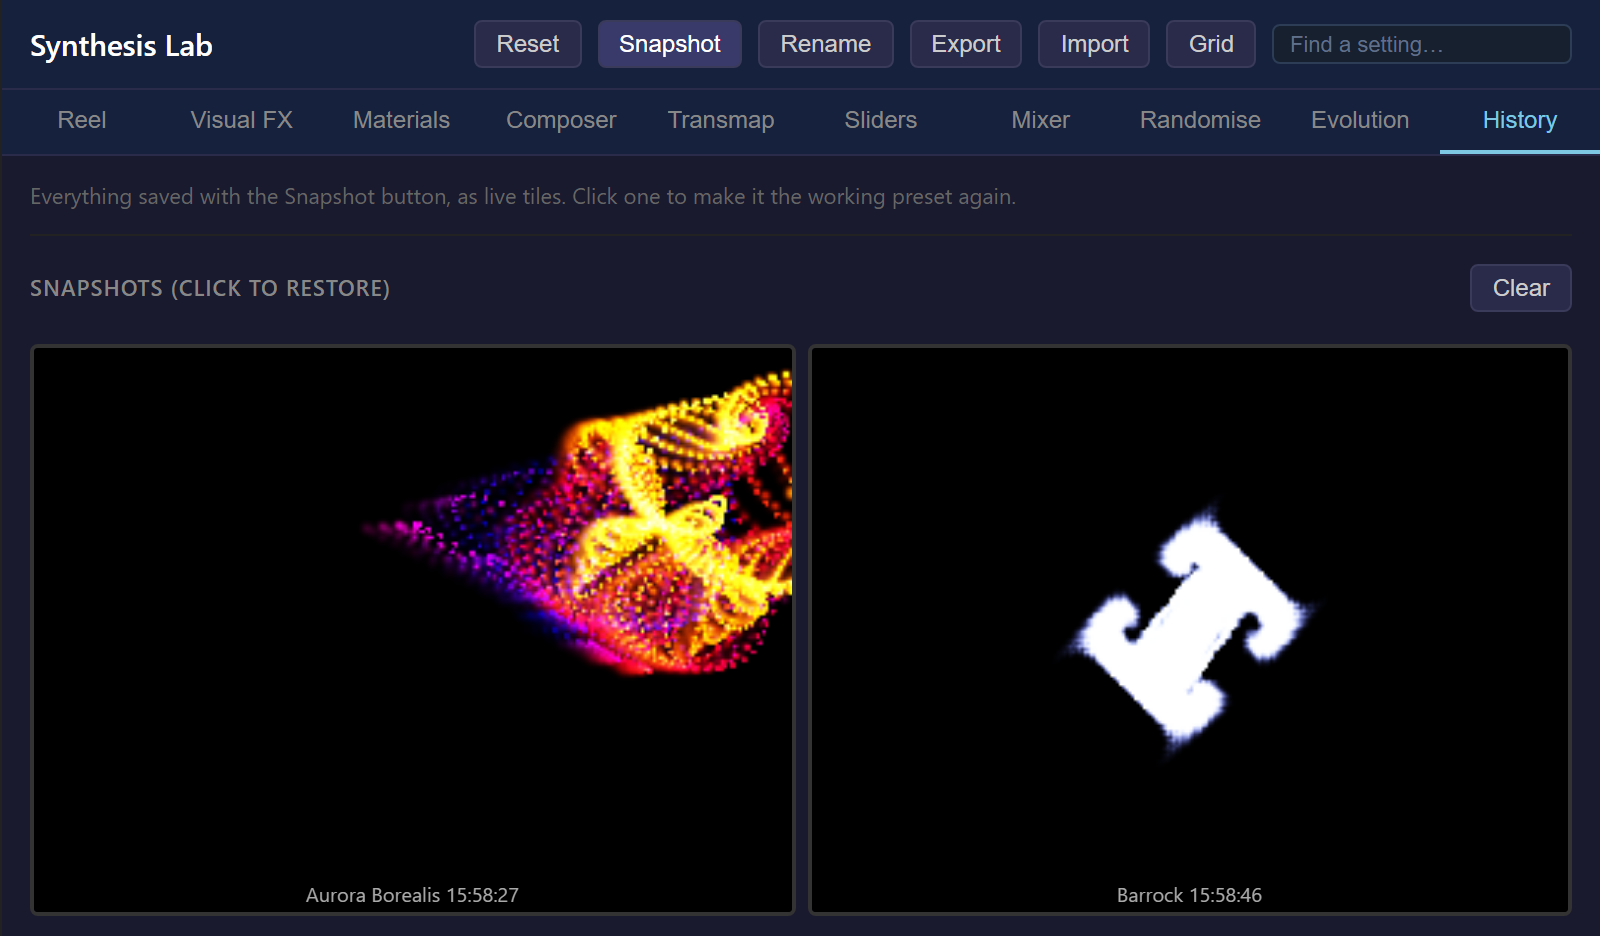 Synthesis Lab
Reset
Snapshot
Rename
Export
Import
Grid
Find a setting…
Reel
Visual FX
Materials
Composer
Transmap
Sliders
Mixer
Randomise
Evolution
History
Everything saved with the Snapshot button, as live tiles. Click one to make it the working preset again.
SNAPSHOTS (CLICK TO RESTORE)
Clear
Aurora Borealis 15:58:27
Barrock 15:58:46